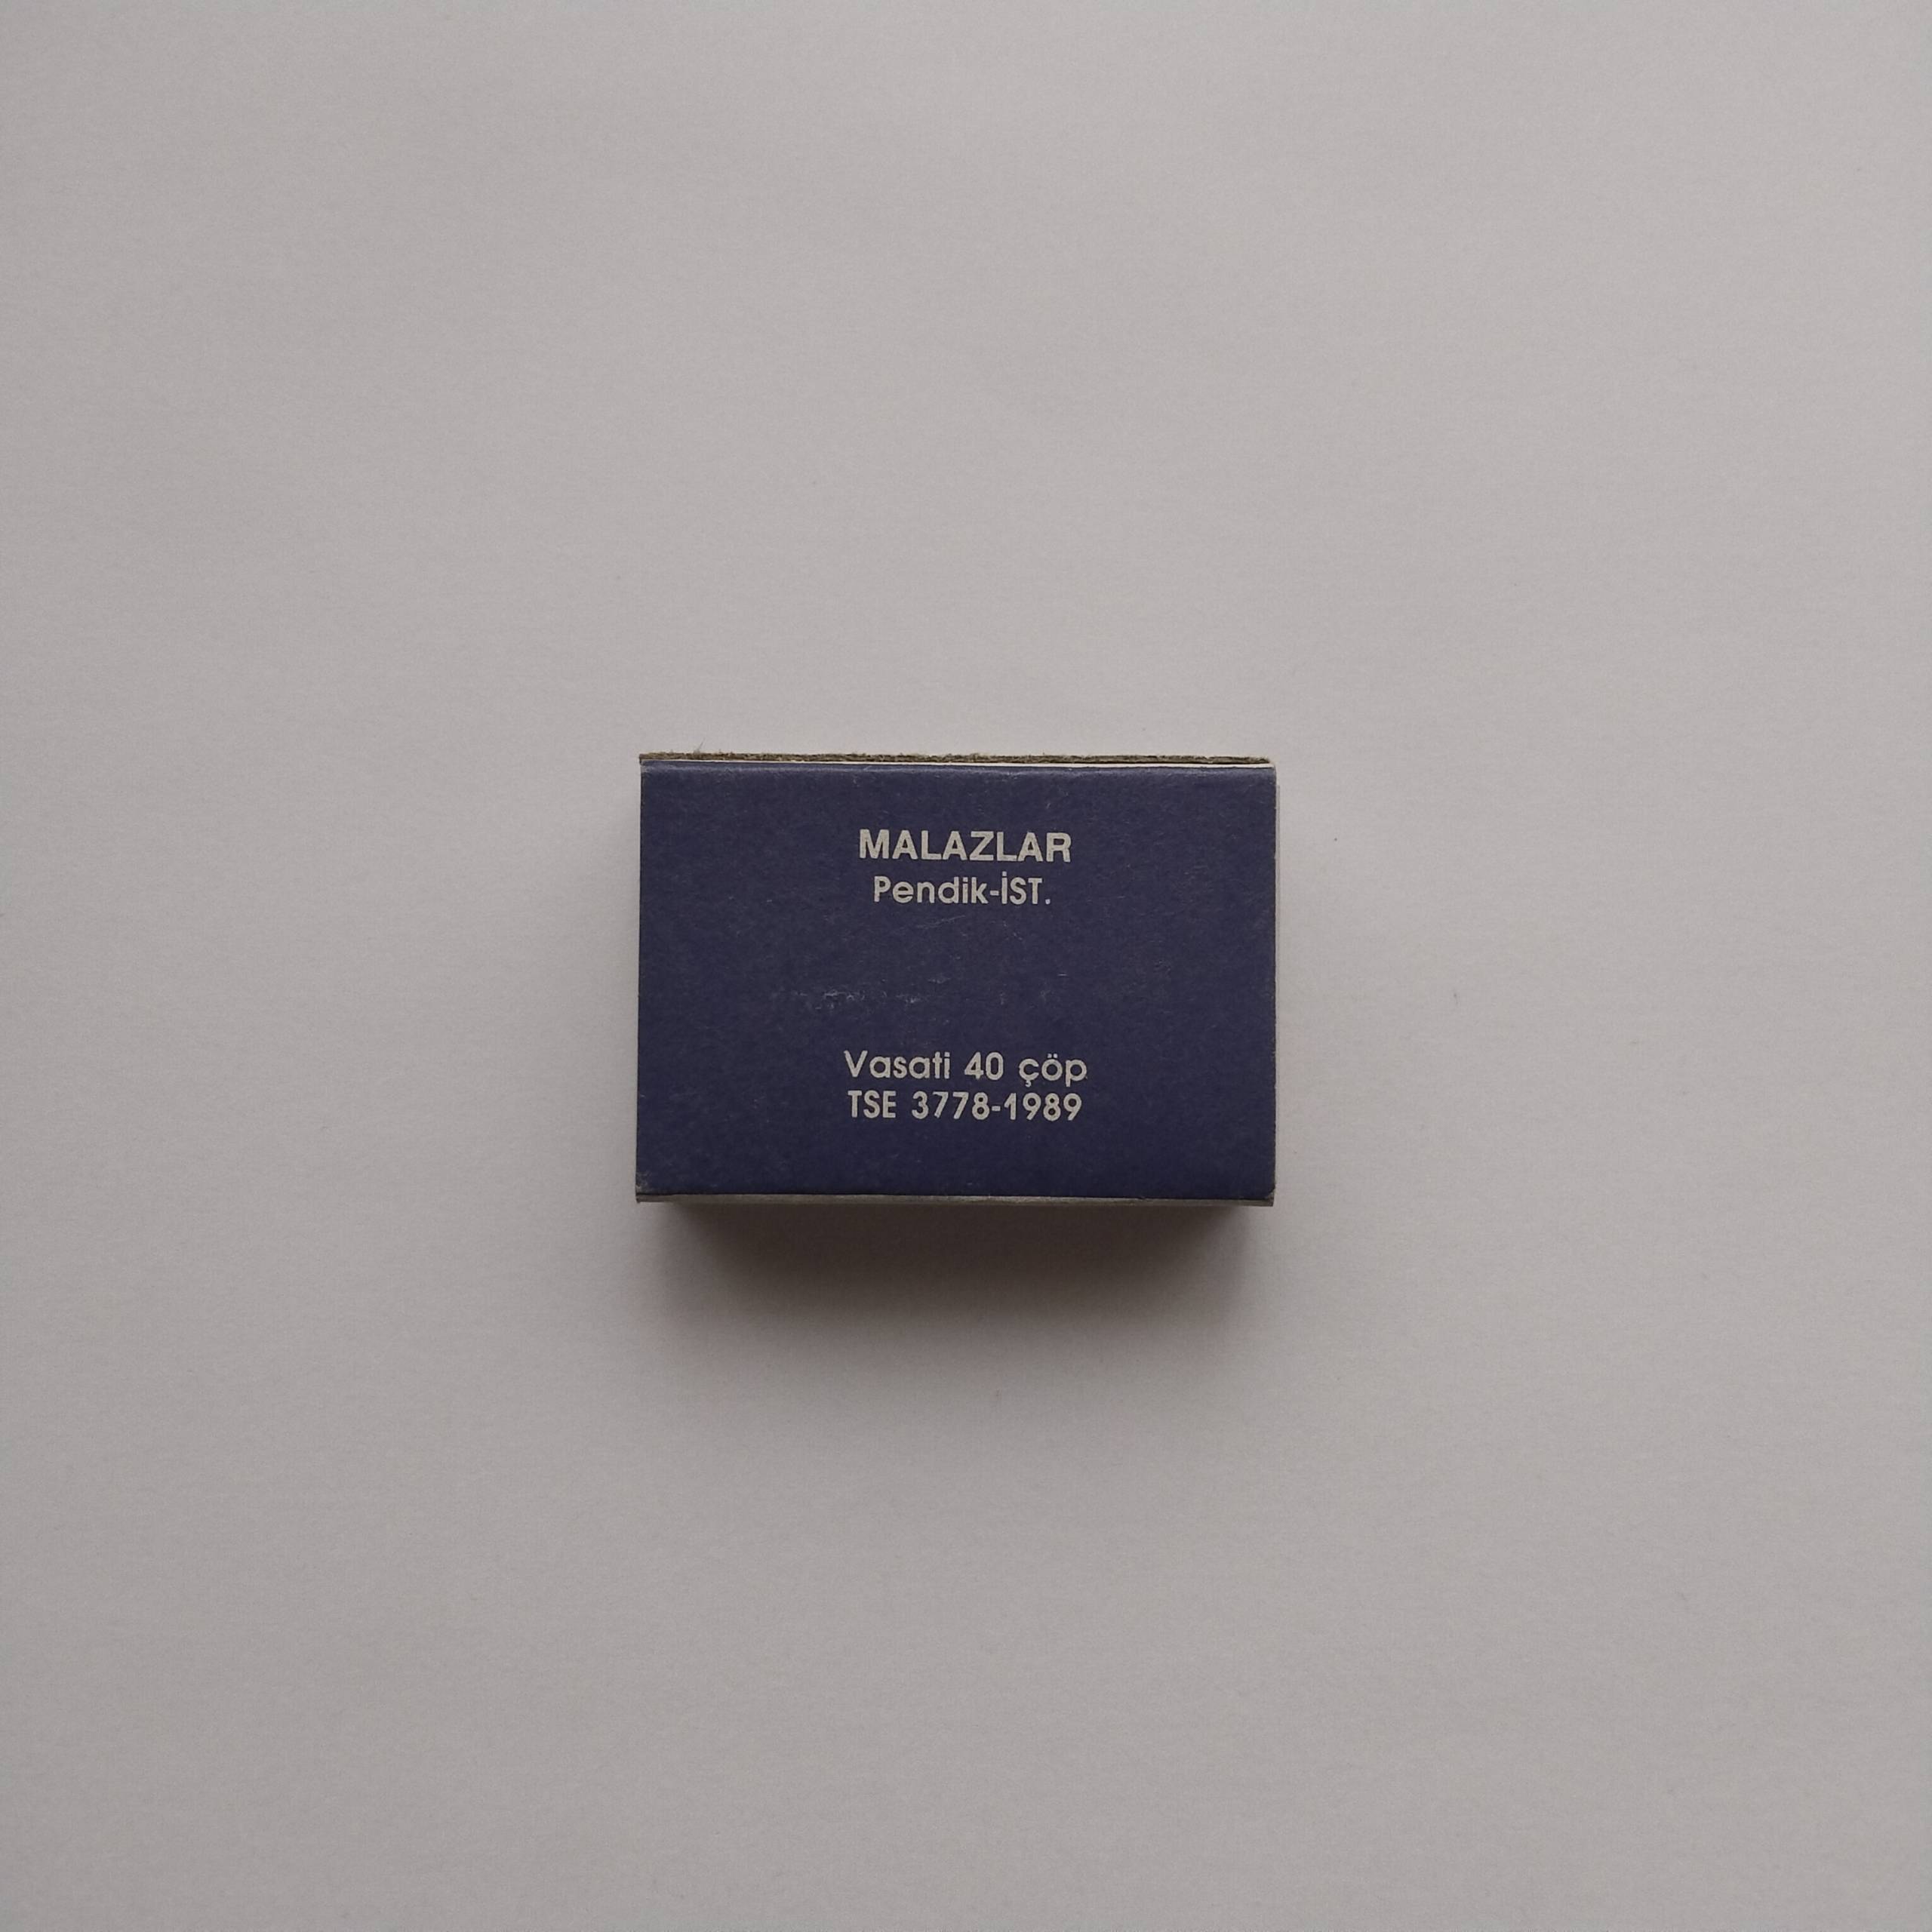 MALAZLAR
Pendik-İST.
Vasati 40 çöp
TSE 3778-1989